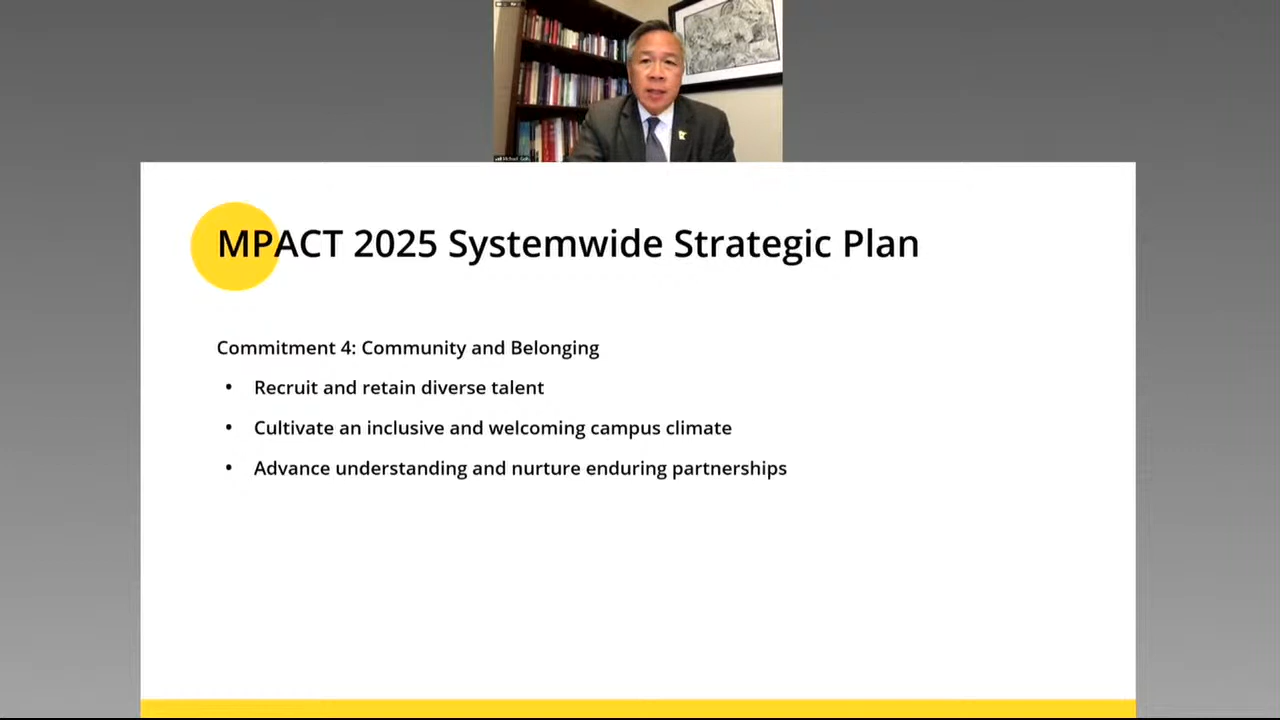 MPACT 2025 Systemwide Strategic Plan
Commitment 4: Community and Belonging
• Recruit and retain diverse talent
• Cultivate an inclusive and welcoming campus climate
• Advance understanding and nurture enduring partnerships